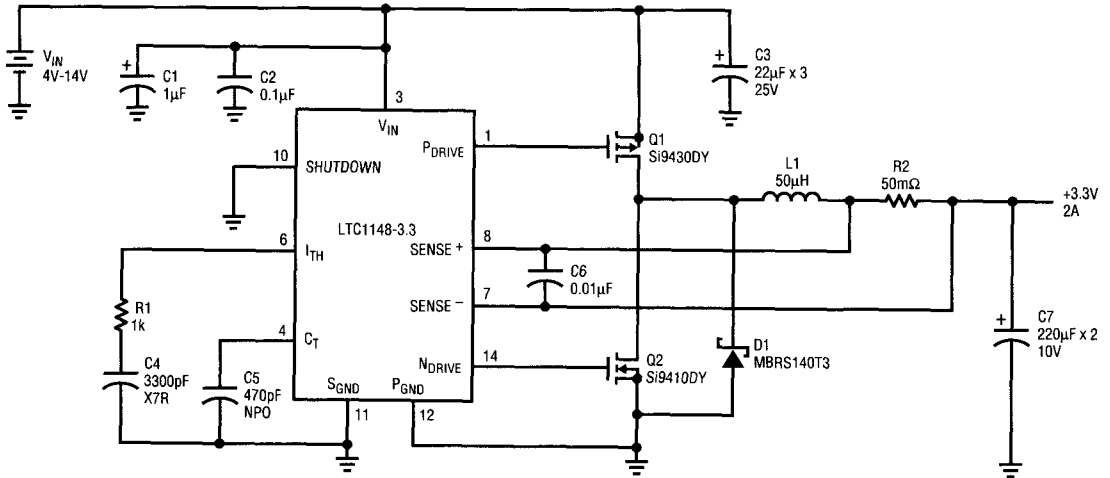 V_IN
4V-14V
+
C1
1µF
C2
0.1µF
3
V_IN
+
C3
22µF x 3
25V
10
SHUTDOWN
P_DRIVE
1
Q1
Si9430DY
L1
50µH
R2
50mΩ
+3.3V
2A
LTC1148-3.3
6
I_TH
SENSE +
8
C6
0.01µF
SENSE −
7
R1
1k
4
C_T
C4
3300pF
X7R
C5
470pF
NPO
N_DRIVE
14
Q2
Si9410DY
D1
MBRS140T3
+
C7
220µF x 2
10V
S_GND
P_GND
11
12